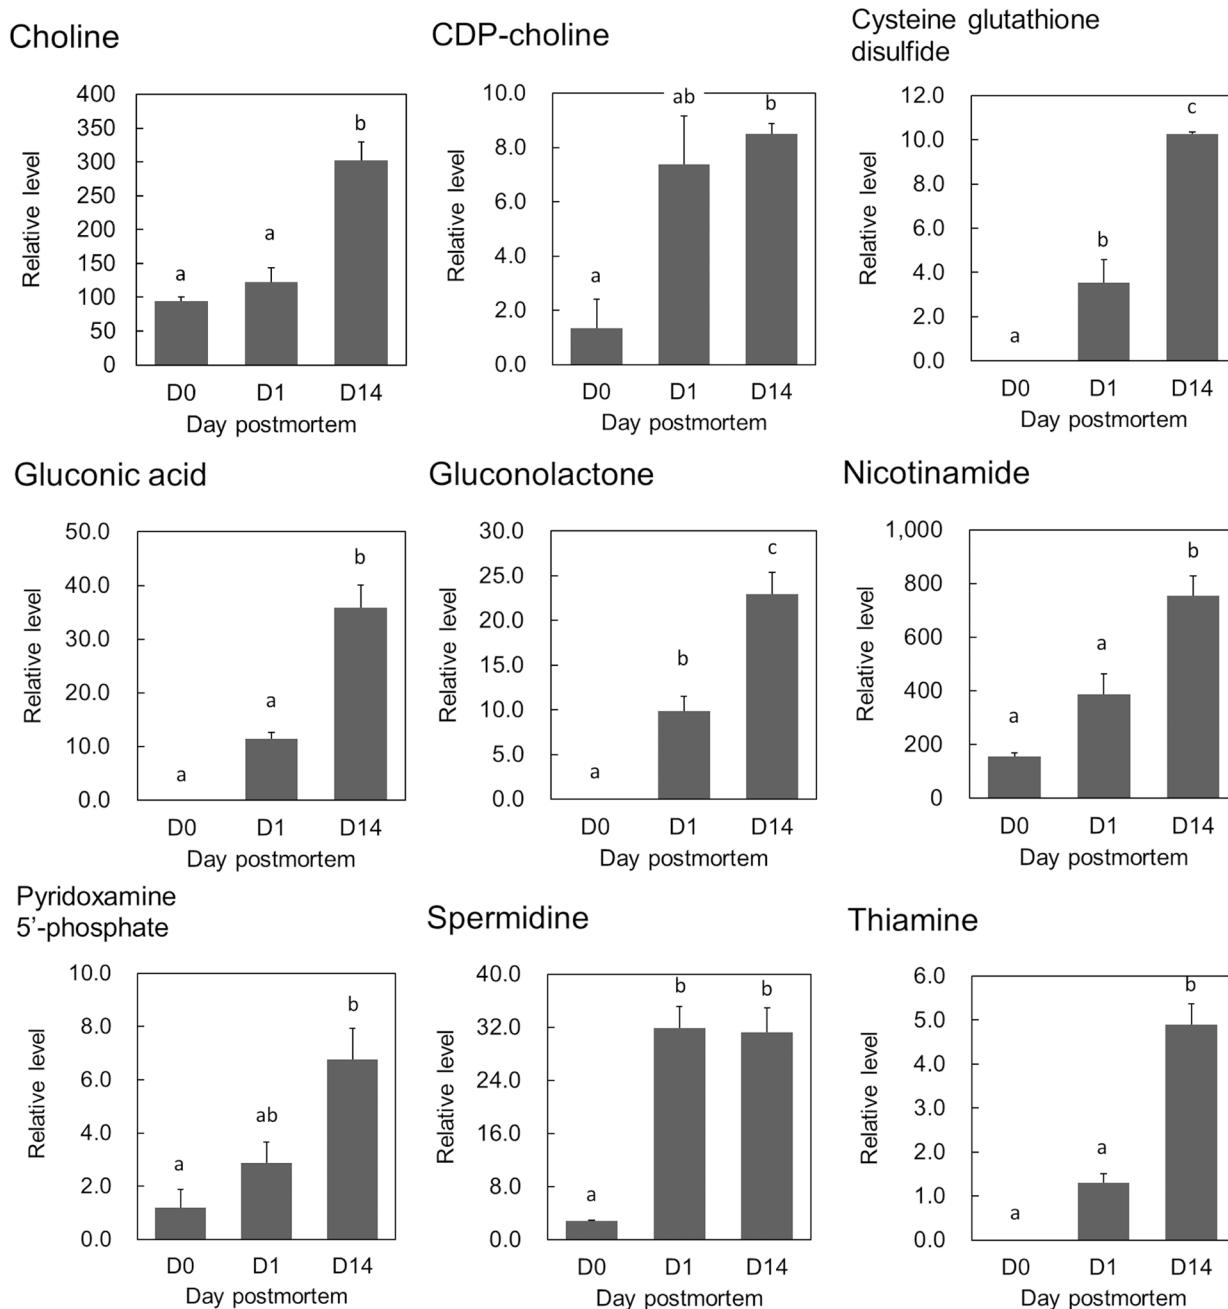 Choline
400
350
300
250
200
150
100
50
0
Relative level
a
a
b
D0 D1 D14
Day postmortem
CDP-choline
10.0
8.0
6.0
4.0
2.0
0.0
Relative level
a
ab
b
D0 D1 D14
Day postmortem
Cysteine glutathione
disulfide
12.0
10.0
8.0
6.0
4.0
2.0
0.0
Relative level
a
b
c
D0 D1 D14
Day postmortem
Gluconic acid
50.0
40.0
30.0
20.0
10.0
0.0
Relative level
a
a
b
D0 D1 D14
Day postmortem
Gluconolactone
30.0
25.0
20.0
15.0
10.0
5.0
0.0
Relative level
a
b
c
D0 D1 D14
Day postmortem
Nicotinamide
1,000
800
600
400
200
0
Relative level
a
a
b
D0 D1 D14
Day postmortem
Pyridoxamine
5’-phosphate
10.0
8.0
6.0
4.0
2.0
0.0
Relative level
a
ab
b
D0 D1 D14
Day postmortem
Spermidine
40.0
32.0
24.0
16.0
8.0
0.0
Relative level
a
b
b
D0 D1 D14
Day postmortem
Thiamine
6.0
5.0
4.0
3.0
2.0
1.0
0.0
Relative level
a
a
b
D0 D1 D14
Day postmortem